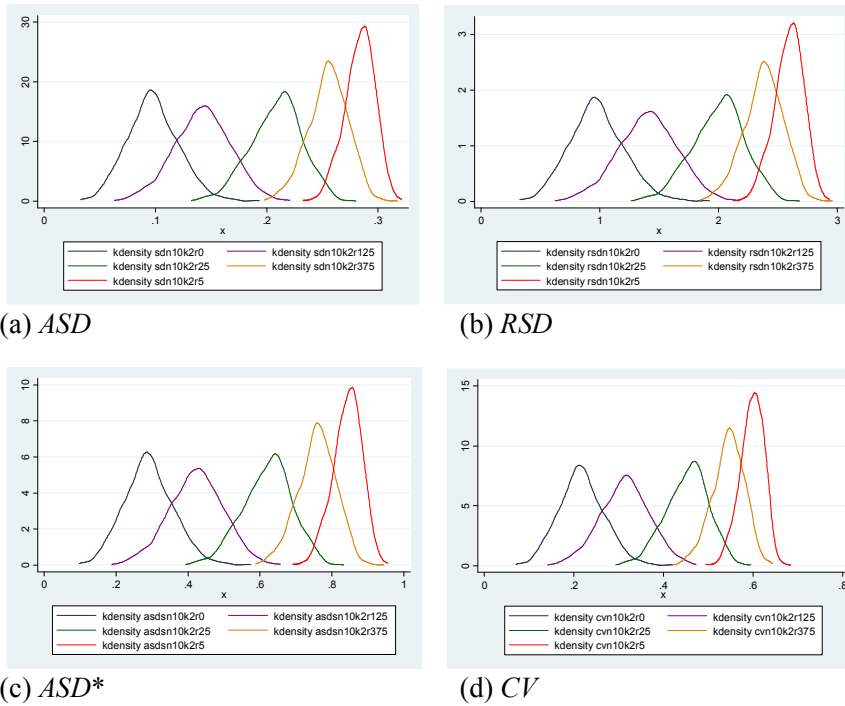 30
20
10
0
0
.1
.2
.3
x
kdensity sdn10k2r0 kdensity sdn10k2r125
kdensity sdn10k2r25 kdensity sdn10k2r375
kdensity sdn10k2r5
(a) ASD
3
2
1
0
0
1
2
3
x
kdensity rsdn10k2r0 kdensity rsdn10k2r125
kdensity rsdn10k2r25 kdensity rsdn10k2r375
kdensity rsdn10k2r5
(b) RSD
10
8
6
4
2
0
0
.2
.4
.6
.8
1
x
kdensity asdsn10k2r0 kdensity asdsn10k2r125
kdensity asdsn10k2r25 kdensity asdsn10k2r375
kdensity asdsn10k2r5
(c) ASD*
15
10
5
0
0
.2
.4
.6
.8
x
kdensity cvn10k2r0 kdensity cvn10k2r125
kdensity cvn10k2r25 kdensity cvn10k2r375
kdensity cvn10k2r5
(d) CV